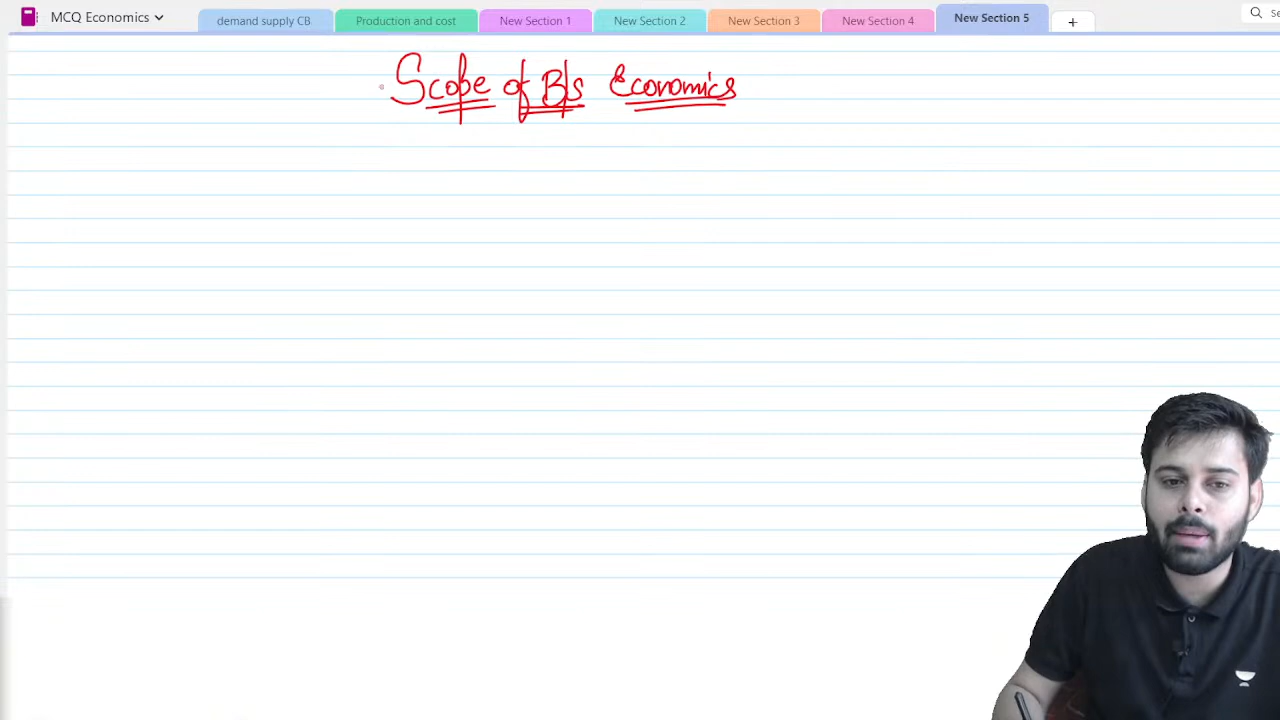 MCQ Economics
demand supply CB
Production and cost
New Section 1
New Section 2
New Section 3
New Section 4
New Section 5
+
Se
Scope of B/s Economics